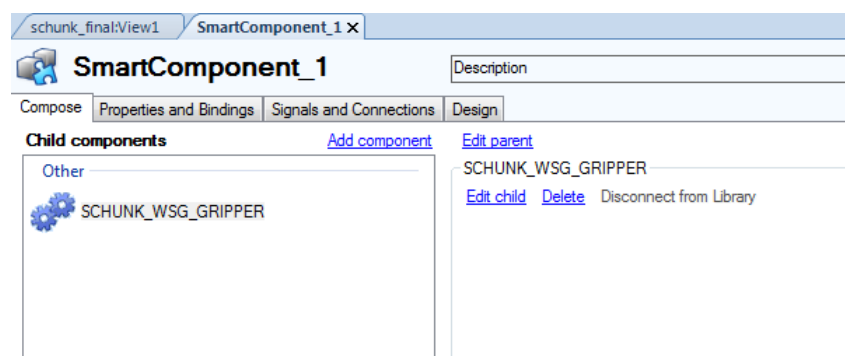 schunk_final:View1 SmartComponent_1 X
SmartComponent_1 Description
Compose Properties and Bindings Signals and Connections Design
Child components Add component Edit parent
Other SCHUNK_WSG_GRIPPER
Edit child Delete Disconnect from Library
SCHUNK_WSG_GRIPPER